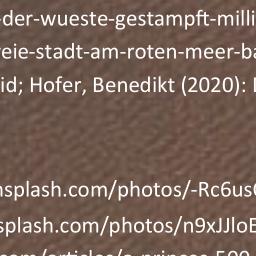 -der-wueste-gestampft-milli
reie-stadt-am-roten-meer-ba
id; Hofer, Benedikt (2020):
nsplash.com/photos/-Rc6us
splash.com/photos/n9xJJloE